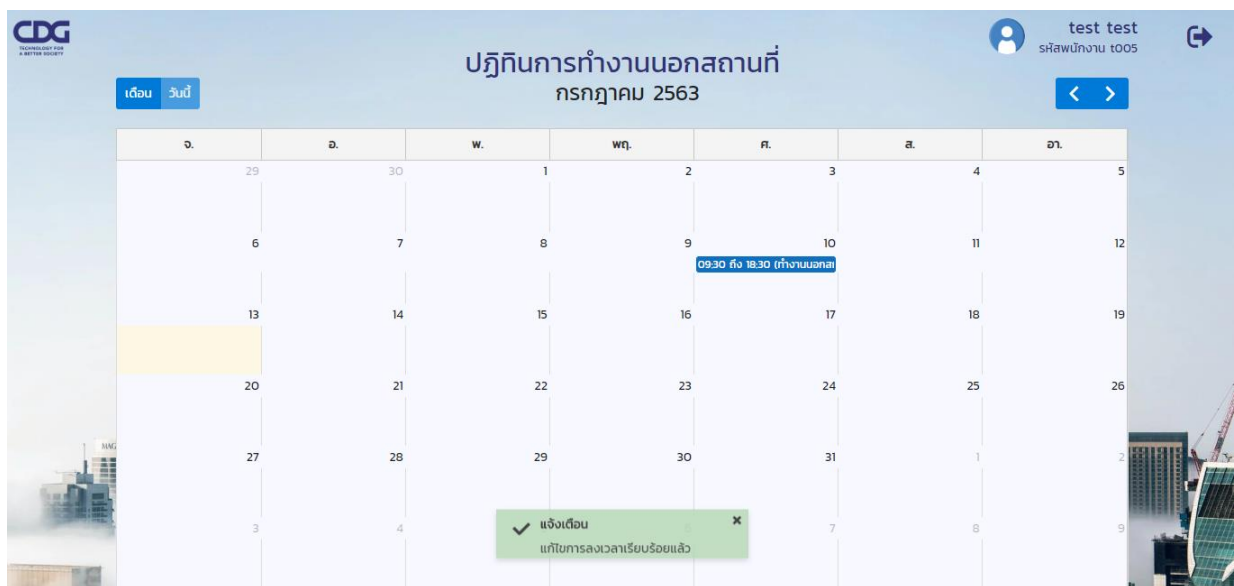 CDG
TECHNOLOGY FOR
A BETTER SOCIETY
test test
รหัสพนักงาน t005
ปฏิทินการทำงานนอกสถานที่
กรกฎาคม 2563
เดือน วันนี้
จ. อ. พ. พฤ. ศ. ส. อา.
29 30 1 2 3 4 5
6 7 8 9 10 11 12
09:30 ถึง 18:30 (ทำงานนอกส
13 14 15 16 17 18 19
20 21 22 23 24 25 26
MAG
27 28 29 30 31 1 2
3 4 6 7 8 9
แจ้งเตือน
แก้ไขการลงเวลาเรียบร้อยแล้ว